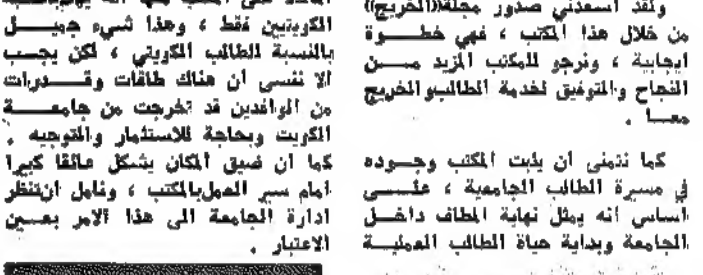 ولقد أسعدني صدور مجلة((الخريج))
من خلال هذا المكتب ، فهي خطوة
ايجابية ، ونرجو للمكتب المزيد من
النجاح والتوفيق لخدمة الطالب والخريج
معا .
كما نتمنى أن يثبت المكتب وجوده
في مسيرة الطالب الجامعية ، على
اساس أنه يمثل نهاية المطاف داخل
الجامعة وبداية حياة الطالب العملية
الكويتيين فقط ، وهذا شيء جميل
بالنسبة للطالب الكويتي ، لكن يجب
الا ننسى أن هناك طاقات وقدرات
من الوافدين قد تخرجت من جامعة
الكويت وبحاجة للاستثمار والتوجيه .
كما أن ضيق المكان يشكل عائقا كبيرا
أمام سير العمل بالمكتب ، ونأمل أن تنظر
ادارة الجامعة الى هذا الامر بعين
الاعتبار .